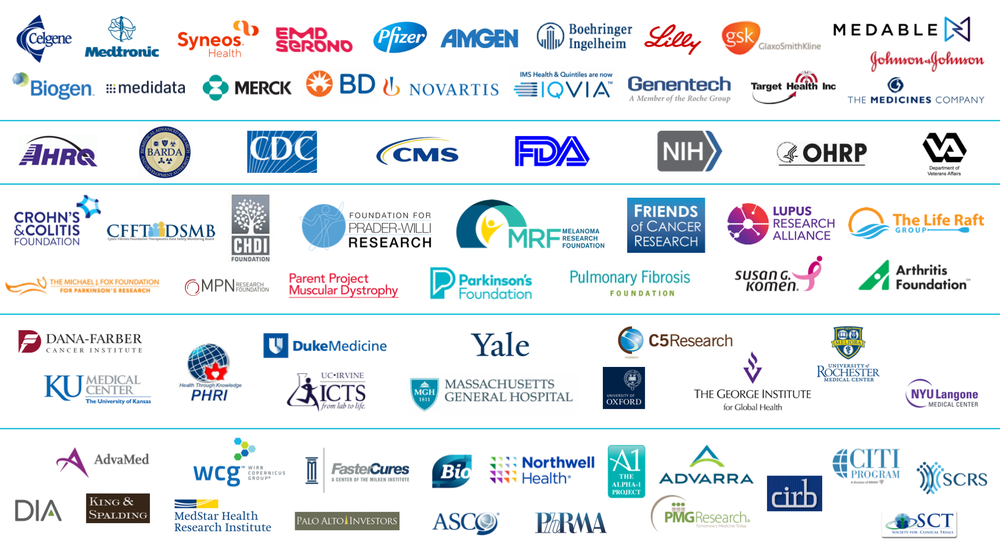 Celgene
Medtronic
Syneos
Health
EMD
SERONO
Pfizer
AMGEN
Boehringer
Ingelheim
Lilly
gsk
GlaxoSmithKline
MEDABLE
Johnson & Johnson
Biogen
medidata
MERCK
BD
NOVARTIS
IMS Health & Quintiles are now
IQVIA™
Genentech
A Member of the Roche Group
Target Health Inc
THE MEDICINES COMPANY
AHRQ
BIOMEDICAL ADVANCED RESEARCH
BARDA
AND DEVELOPMENT AUTHORITY
CDC
CMS
FDA
NIH
OHRP
VA
Department of
Veterans Affairs
CROHN'S
&COLITIS
FOUNDATION
CFFT DSMB
Cystic Fibrosis Foundation Therapeutics Data Safety Monitoring Board
CHDI
FOUNDATION
FOUNDATION FOR
PRADER-WILLI
RESEARCH
MRF
MELANOMA
RESEARCH
FOUNDATION
FRIENDS
of CANCER
RESEARCH
LUPUS
RESEARCH
ALLIANCE
The Life Raft
GROUP
THE MICHAEL J. FOX FOUNDATION
FOR PARKINSON'S RESEARCH
MPN
RESEARCH
FOUNDATION
Parent Project
Muscular Dystrophy
Parkinson's
Foundation
Pulmonary Fibrosis
FOUNDATION
SUSAN G.
KOMEN®
Arthritis
Foundation℠
DANA-FARBER
CANCER INSTITUTE
Health Through Knowledge
PHRI
DukeMedicine
Yale
C5Research
1850
MELIORA
UNIVERSITY of
ROCHESTER
MEDICAL CENTER
KU MEDICAL
CENTER
The University of Kansas
UC•IRVINE
ICTS
from lab to life.
MGH
1811
MASSACHUSETTS
GENERAL HOSPITAL
UNIVERSITY OF
OXFORD
THE GEORGE INSTITUTE
for Global Health
NYU Langone
MEDICAL CENTER
AdvaMed
wcg™
WIRB
COPERNICUS
GROUP®
FasterCures
A CENTER OF THE MILKEN INSTITUTE
Bio
Northwell
Health®
A1
THE
ALPHA-1
PROJECT
ADVARRA
cirb
CITI
PROGRAM
A division of BRANY
SCRS
DIA
KING &
SPALDING
MedStar Health
Research Institute
PALO ALTO INVESTORS
ASCO®
PhRMA
PMGResearch®
Tomorrow's Medicine Today
SCT
SOCIETY FOR CLINICAL TRIALS